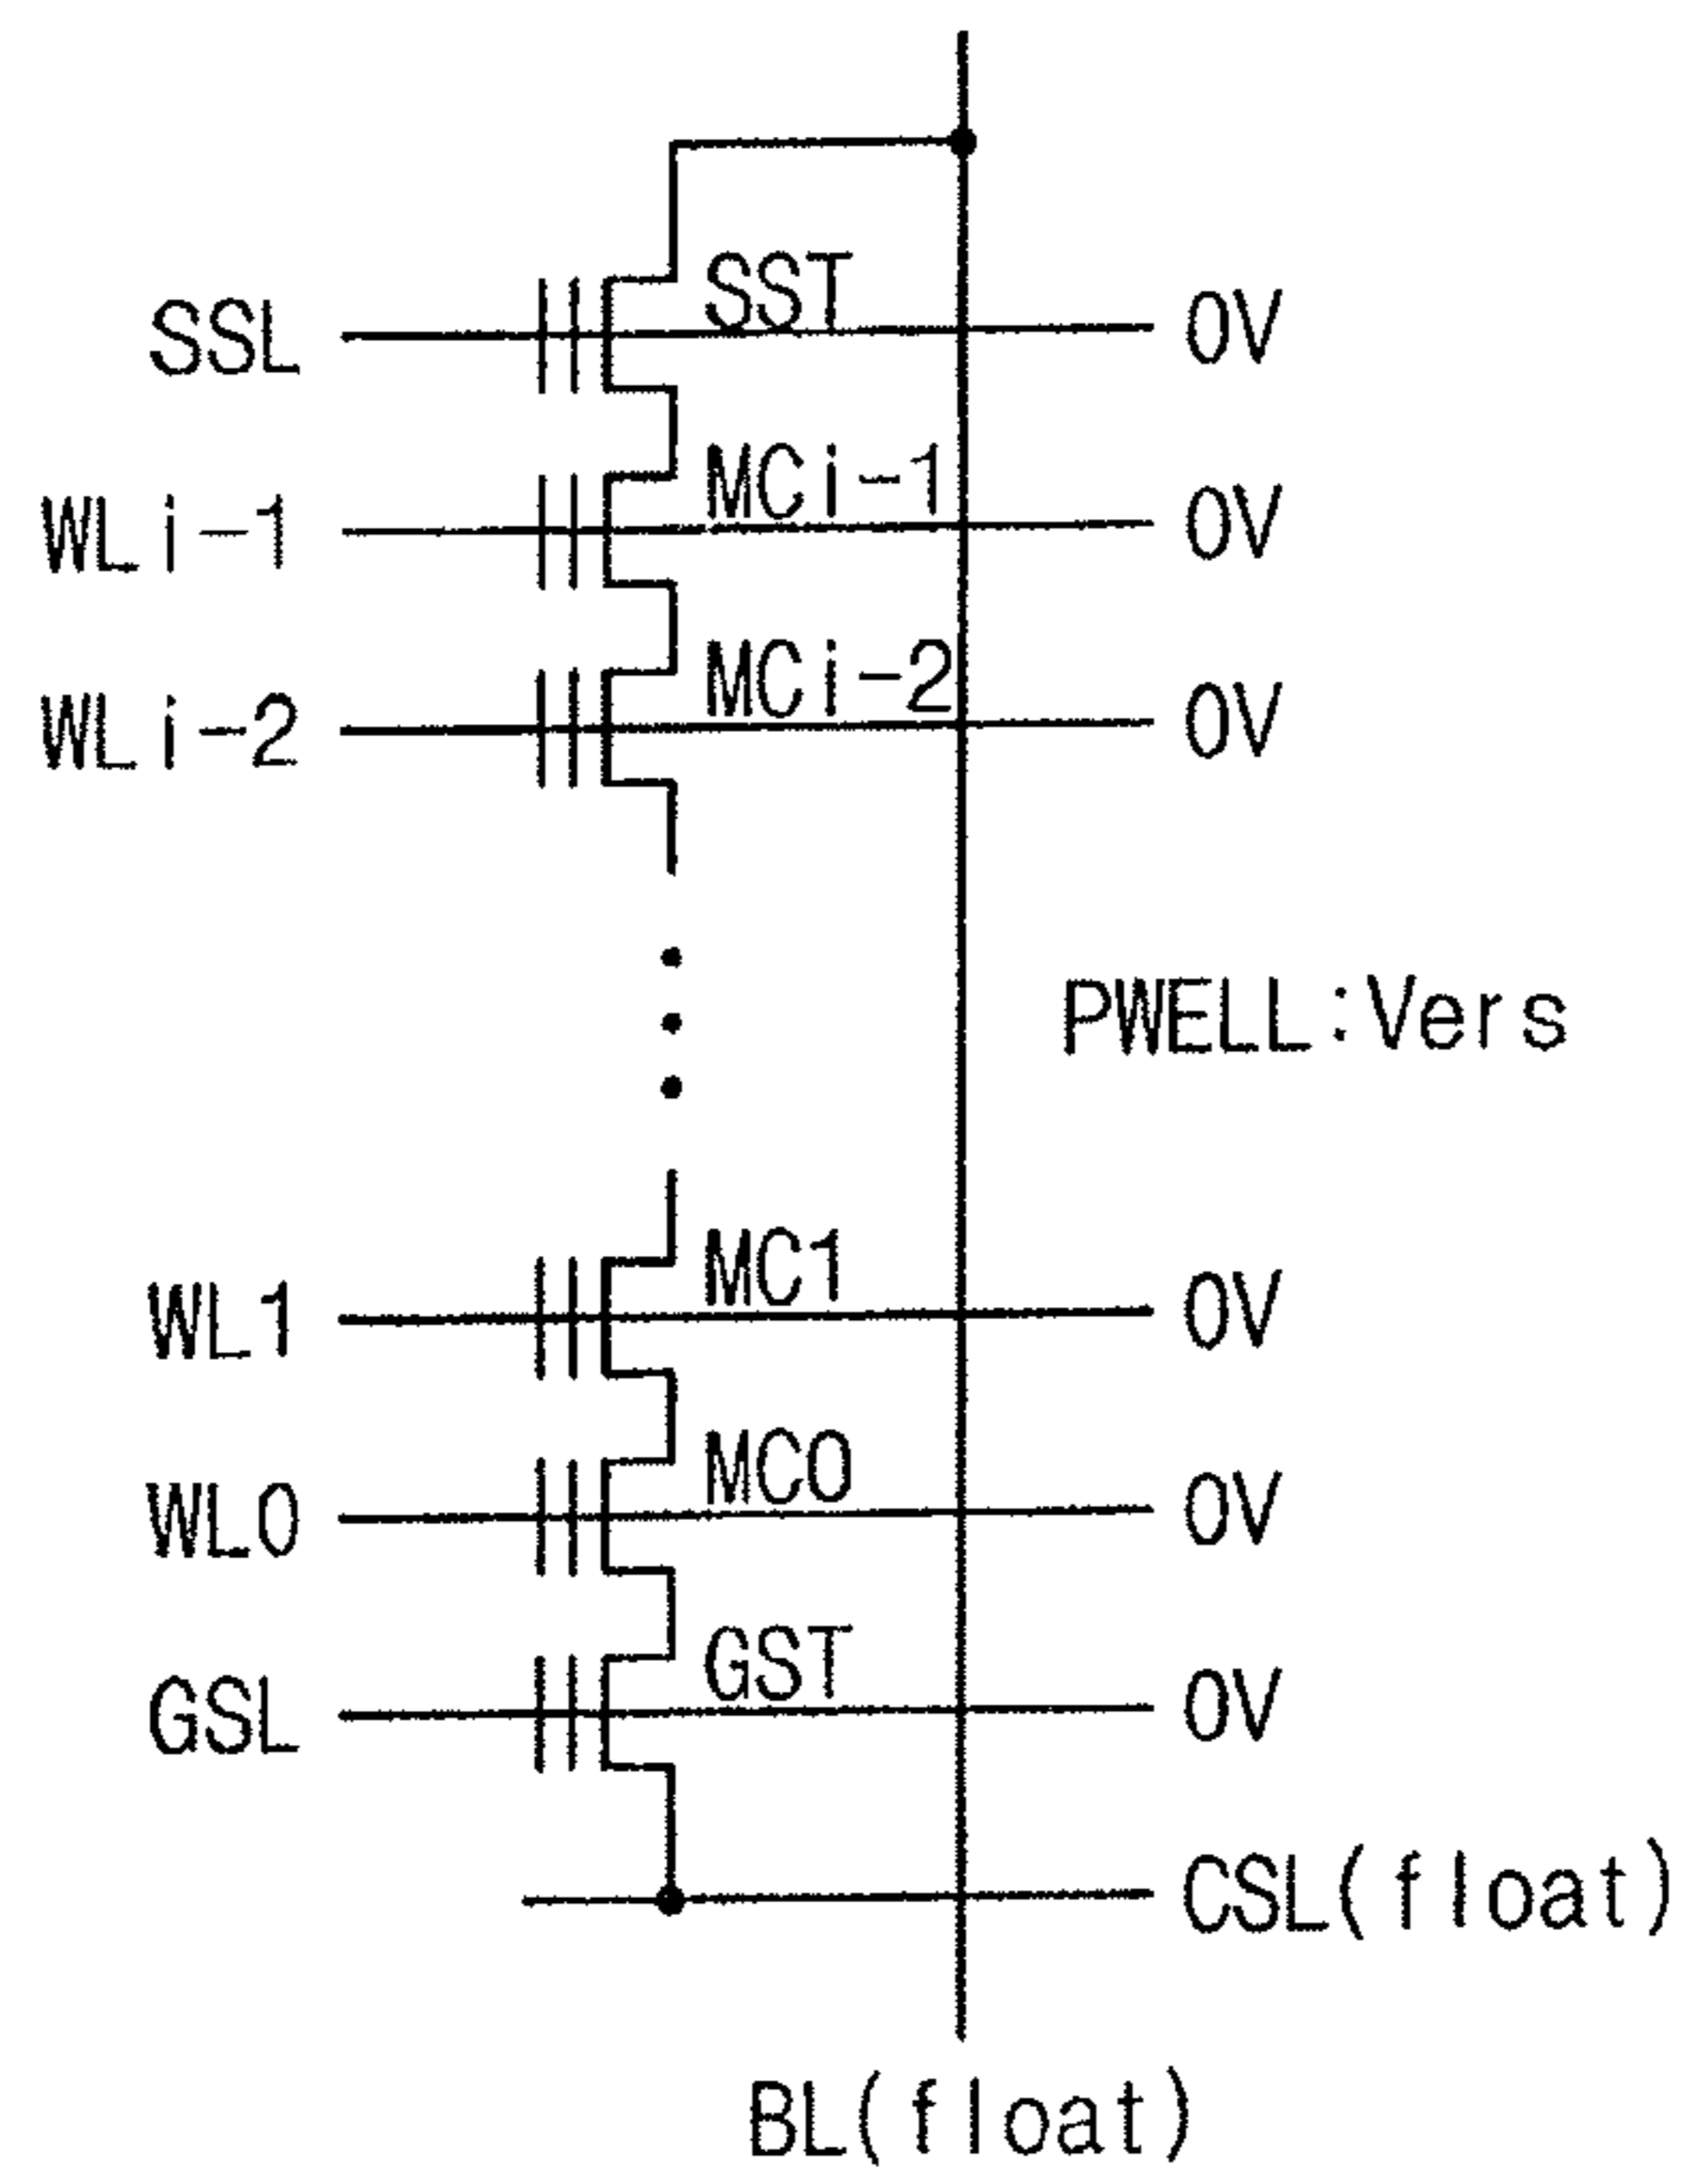 SST
SSL 0V
MCi-1
WLi-1 0V
MCi-2
WLi-2 0V
PWELL:Vers
MC1
WL1 0V
MC0
WL0 0V
GST
GSL 0V
CSL(float)
BL(float)